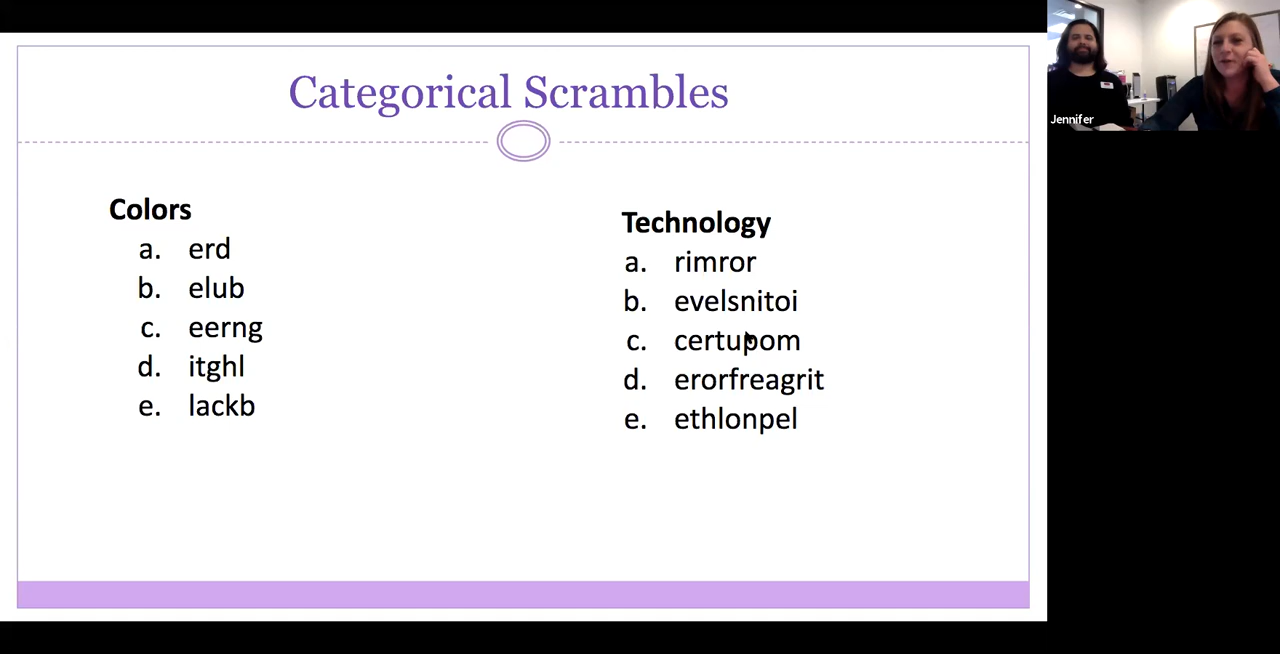 Categorical Scrambles
Colors
a. erd
b. elub
c. eerng
d. itghl
e. lackb
Technology
a. rimror
b. evelsnitoi
c. certupom
d. erorfreagrit
e. ethlonpel
Jennifer